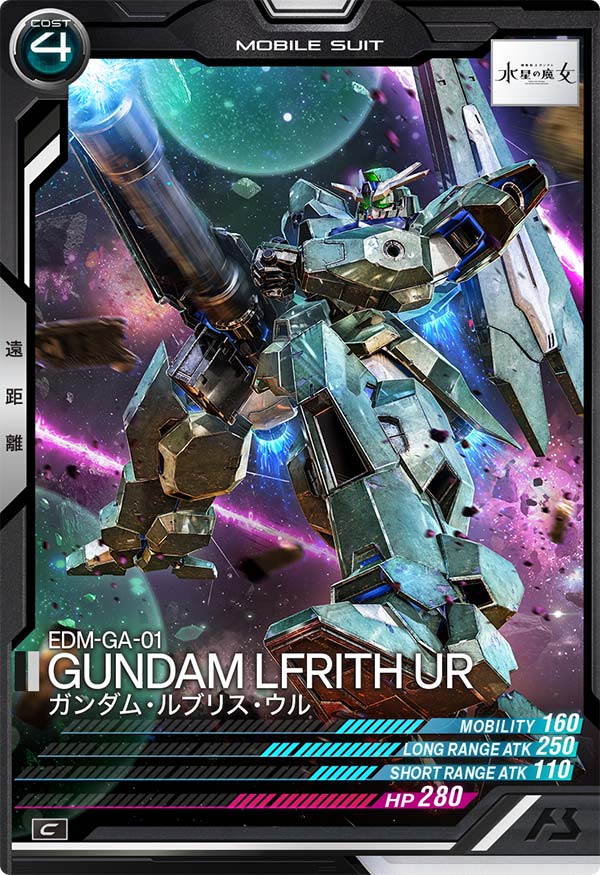 COST
4
MOBILE SUIT
水星の魔女
遠距離
EDM-GA-01
GUNDAM LFRITH UR
ガンダム・ルブリス・ウル
MOBILITY 160
LONG RANGE ATK 250
SHORT RANGE ATK 110
HP 280
C